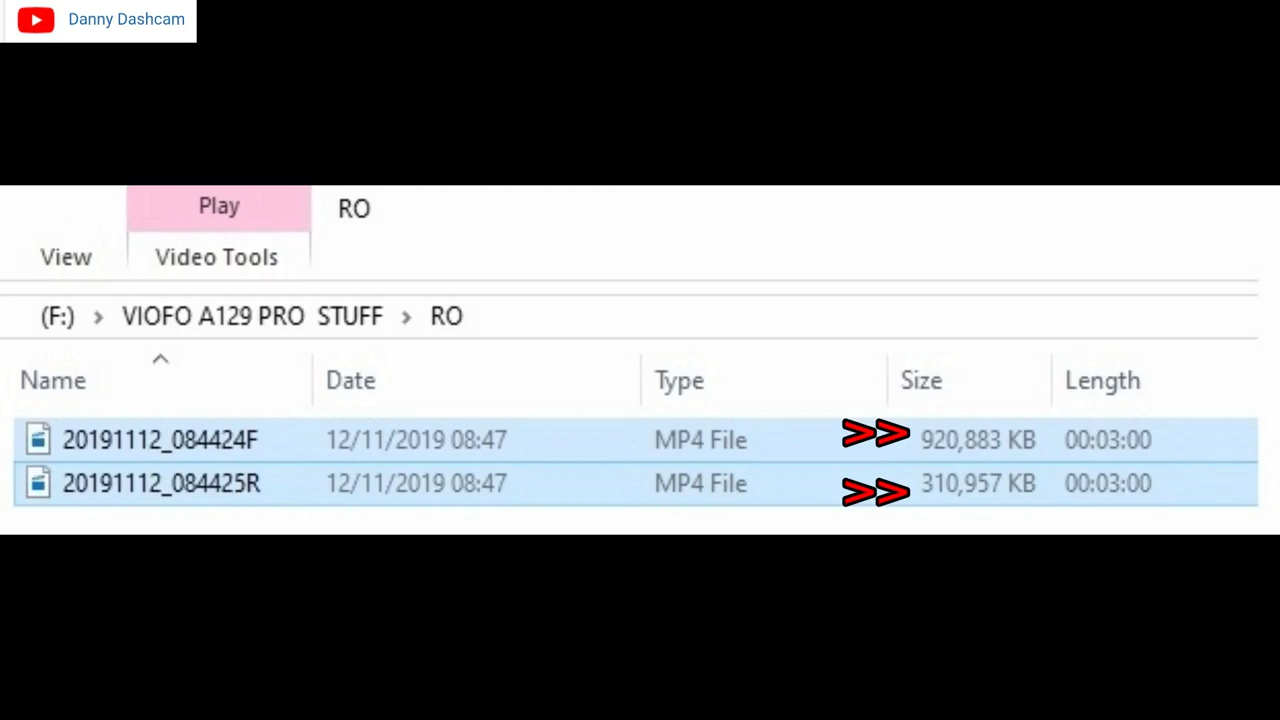 Danny Dashcam
Play RO
View Video Tools
(F:) > VIOFO A129 PRO STUFF > RO
Name Date Type Size Length
20191112_084424F 12/11/2019 08:47 MP4 File >> 920,883 KB 00:03:00
20191112_084425R 12/11/2019 08:47 MP4 File >> 310,957 KB 00:03:00